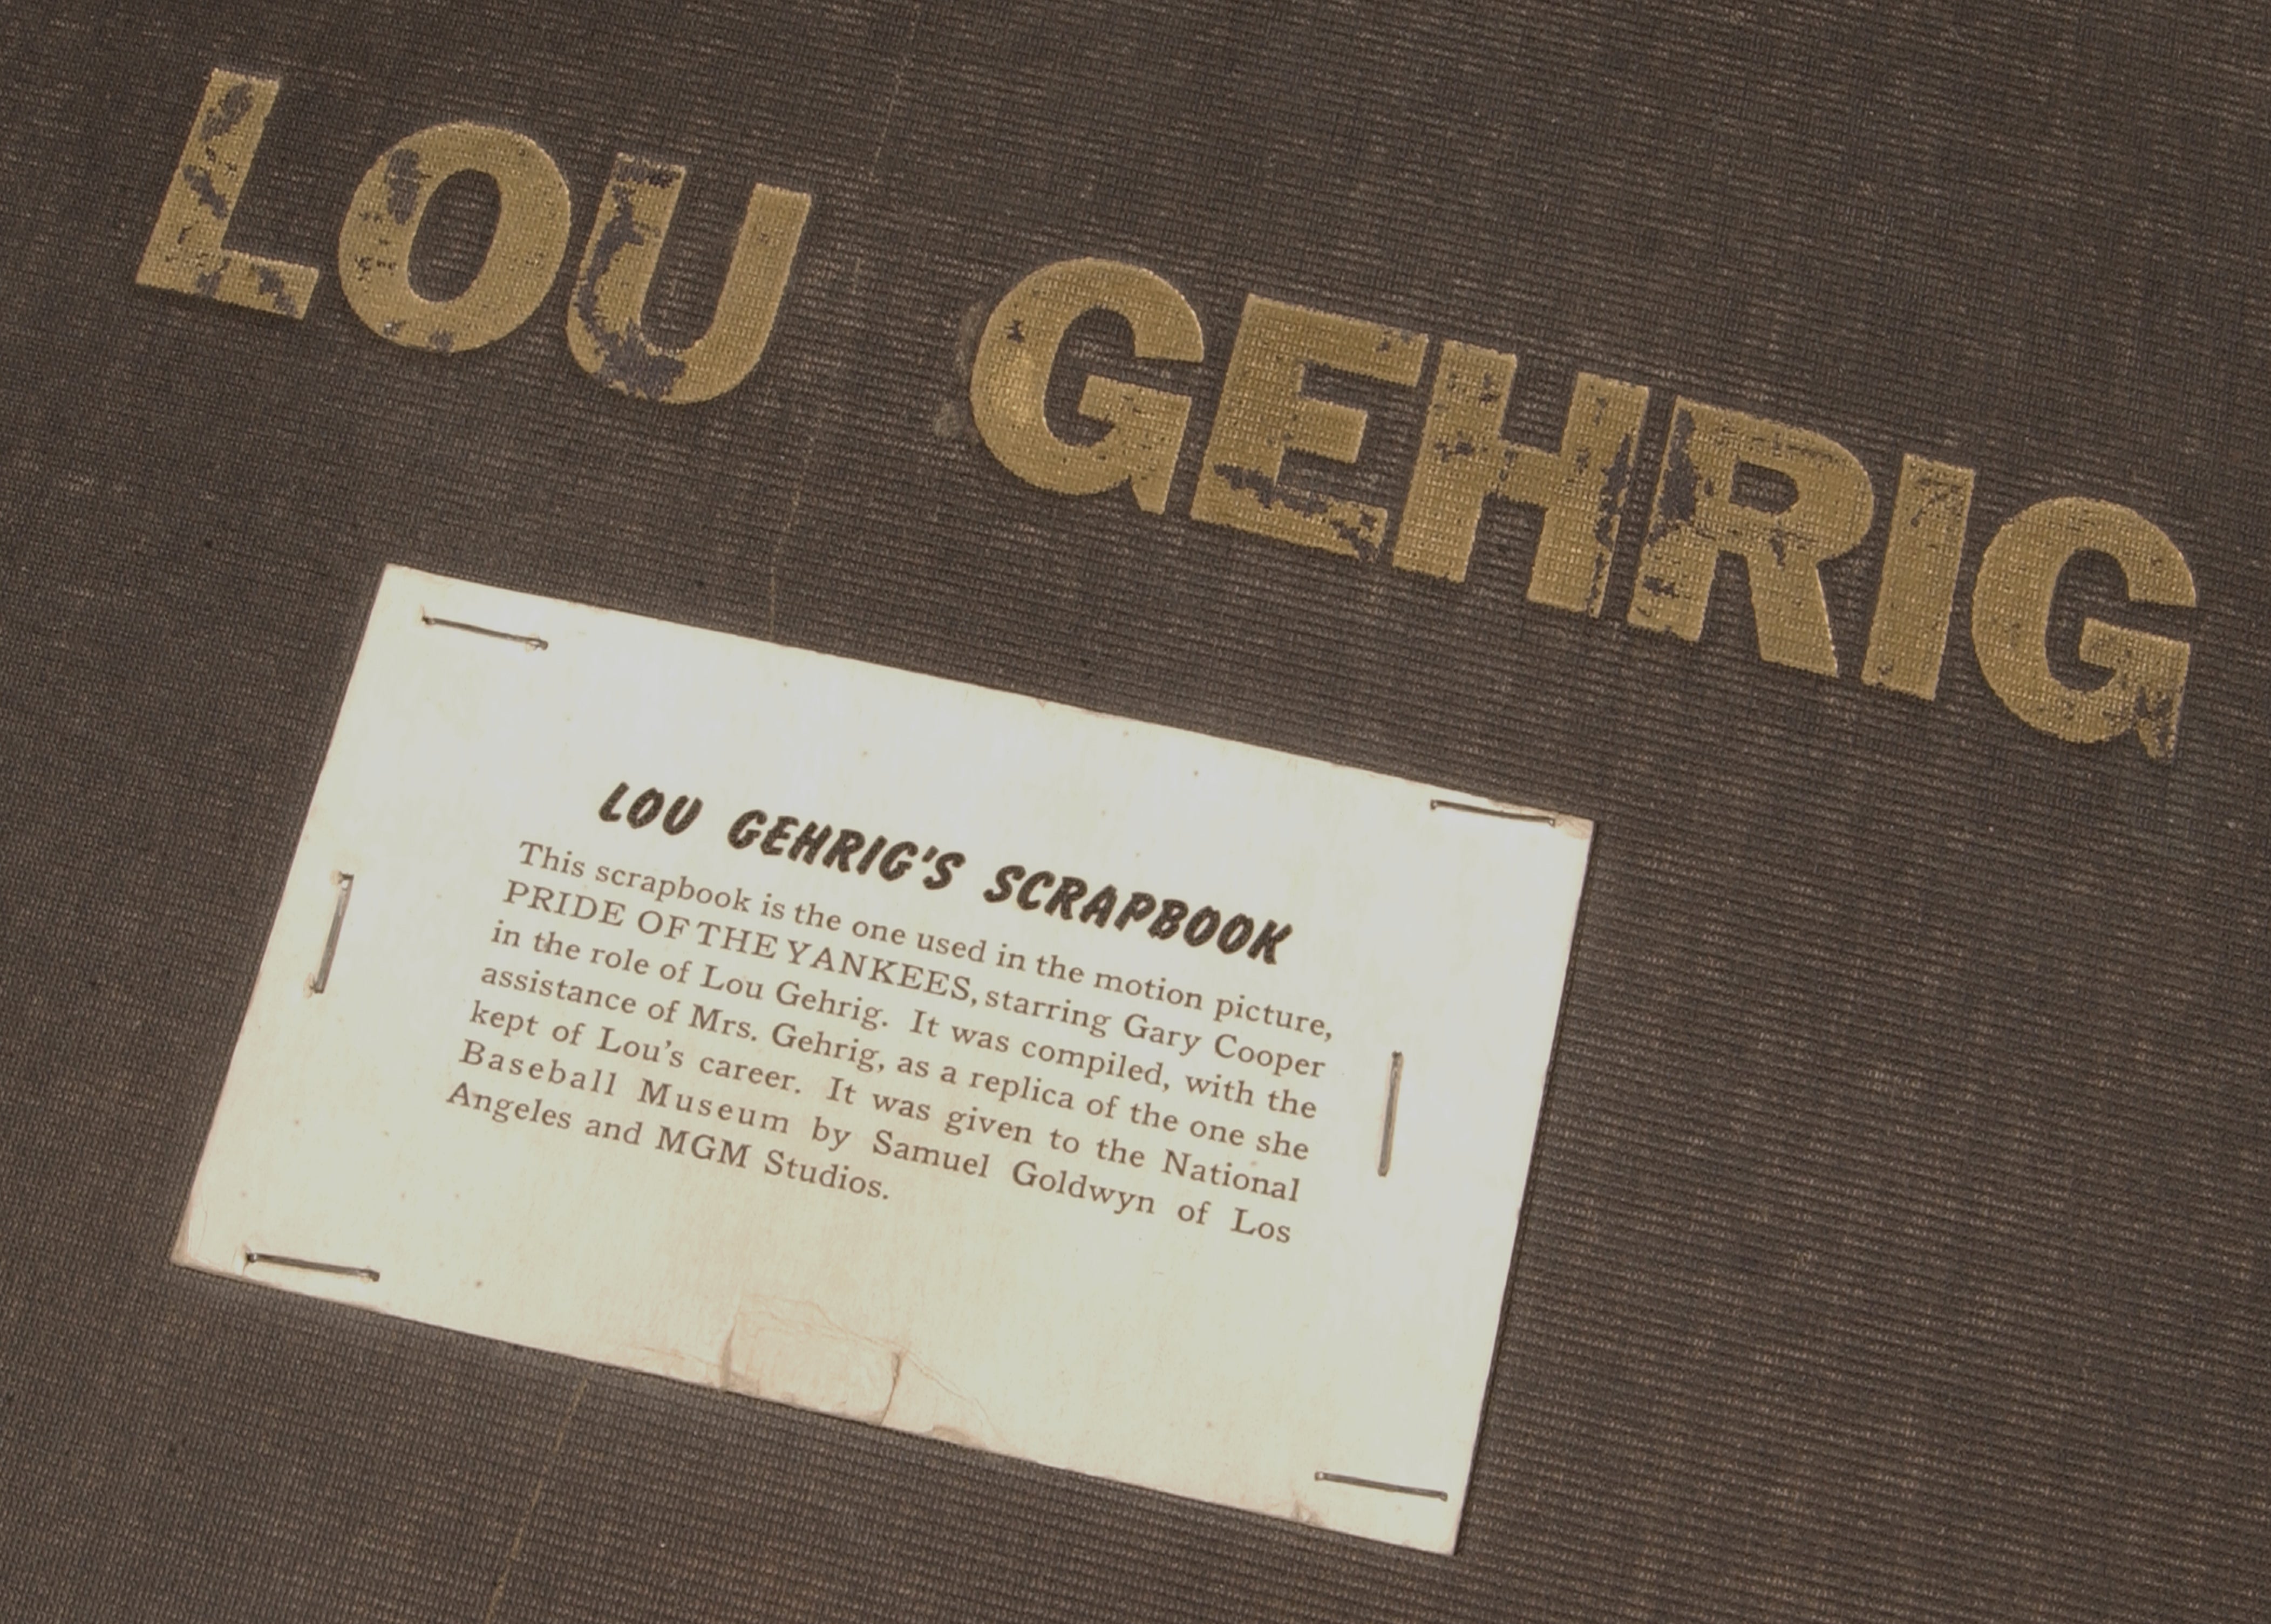 LOU GEHRIG
LOU GEHRIG'S SCRAPBOOK
This scrapbook is the one used in the motion picture,
PRIDE OF THE YANKEES, starring Gary Cooper
in the role of Lou Gehrig. It was compiled, with the
assistance of Mrs. Gehrig, as a replica of the one she
kept of Lou's career. It was given to the National
Baseball Museum by Samuel Goldwyn of Los
Angeles and MGM Studios.